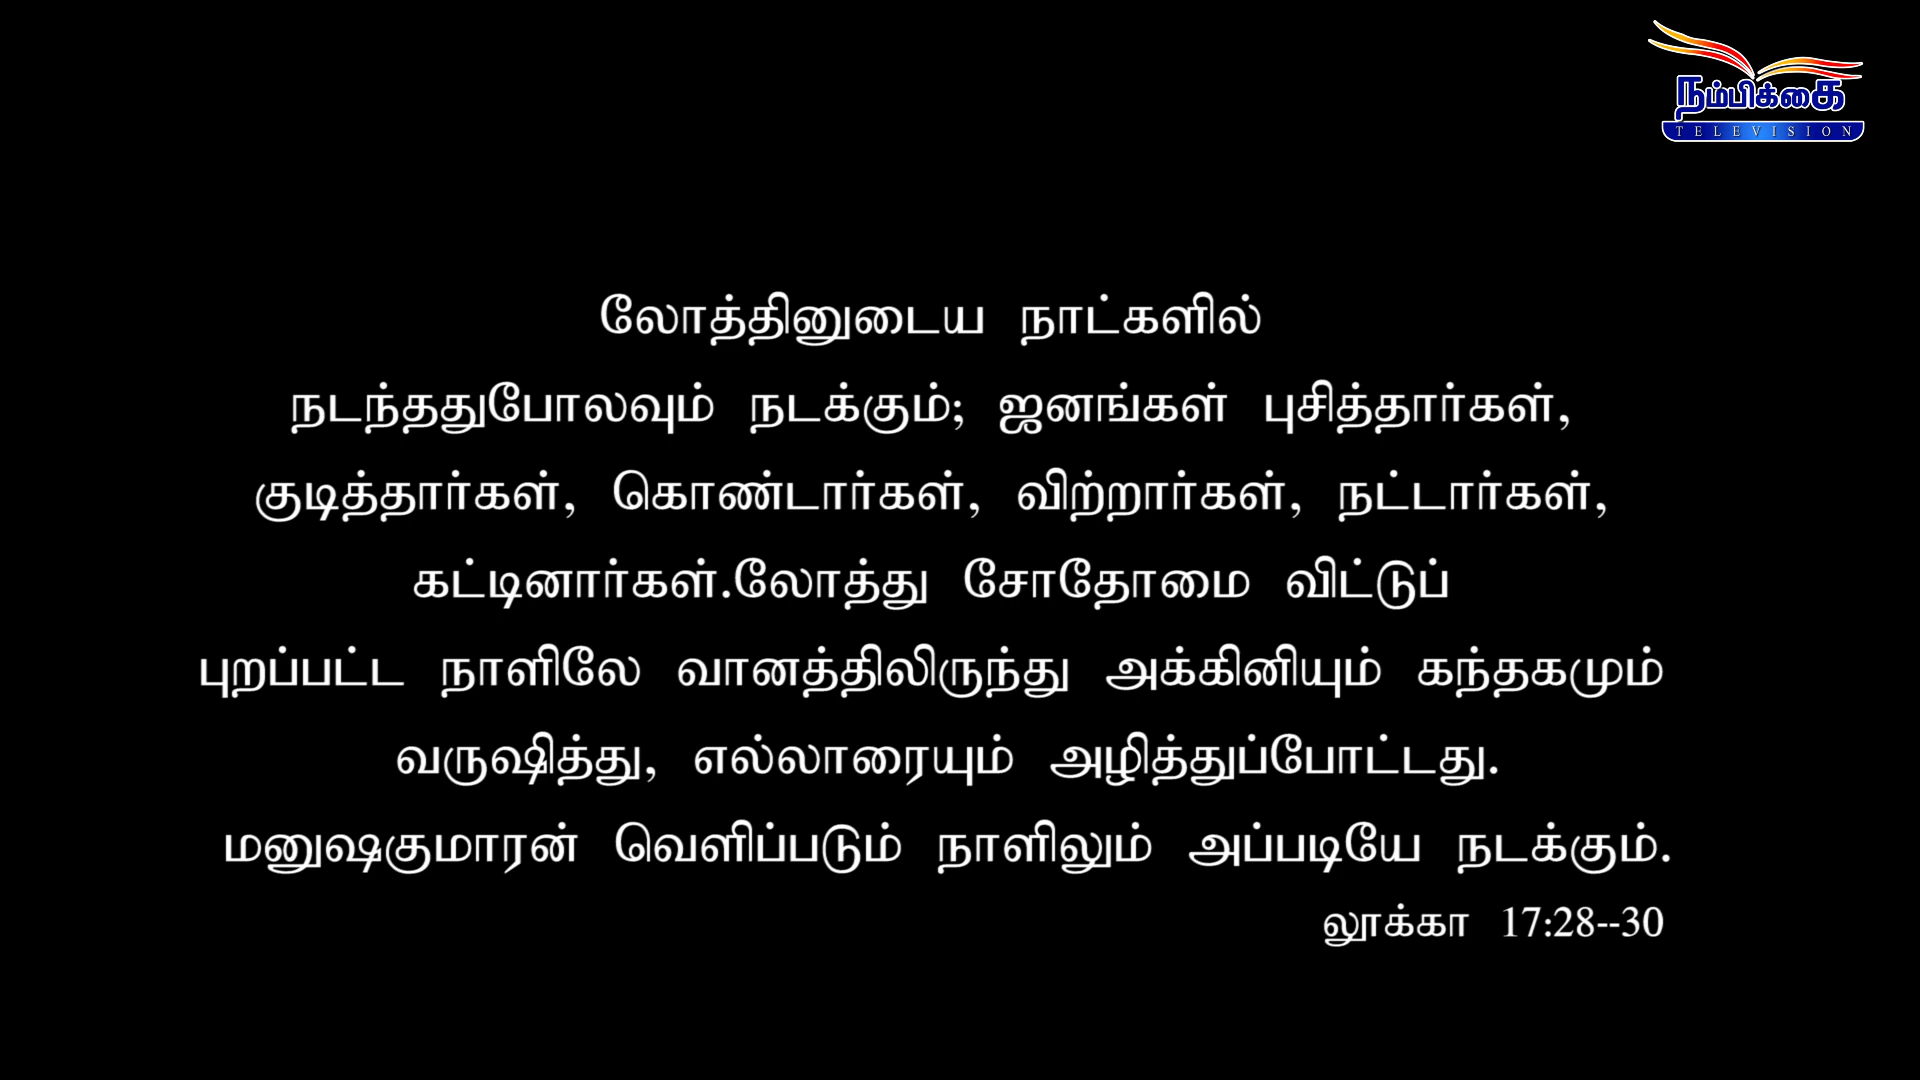 நம்பிக்கை
TELEVISION
லோத்தினுடைய நாட்களில்
நடந்ததுபோலவும் நடக்கும்; ஜனங்கள் புசித்தார்கள்,
குடித்தார்கள், கொண்டார்கள், விற்றார்கள், நட்டார்கள்,
கட்டினார்கள்.லோத்து சோதோமை விட்டுப்
புறப்பட்ட நாளிலே வானத்திலிருந்து அக்கினியும் கந்தகமும்
வருஷித்து, எல்லாரையும் அழித்துப்போட்டது.
மனுஷகுமாரன் வெளிப்படும் நாளிலும் அப்படியே நடக்கும்.
லூக்கா 17:28--30